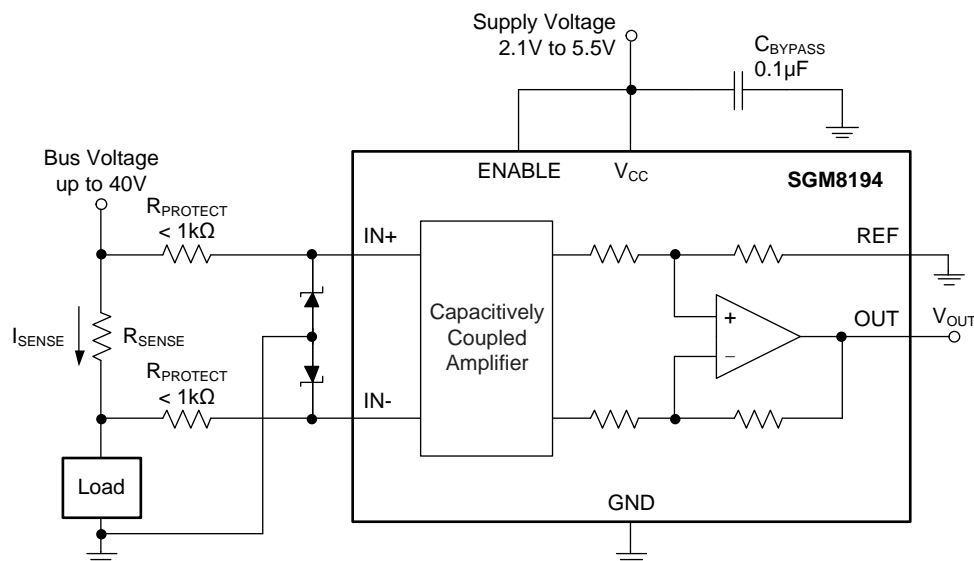 Supply Voltage
2.1V to 5.5V
CBYPASS
0.1µF
Bus Voltage
up to 40V
ENABLE
VCC
SGM8194
RPROTECT
< 1kΩ
IN+
REF
Capacitively
Coupled
Amplifier
ISENSE
RSENSE
+
−
OUT
VOUT
RPROTECT
< 1kΩ
IN-
Load
GND